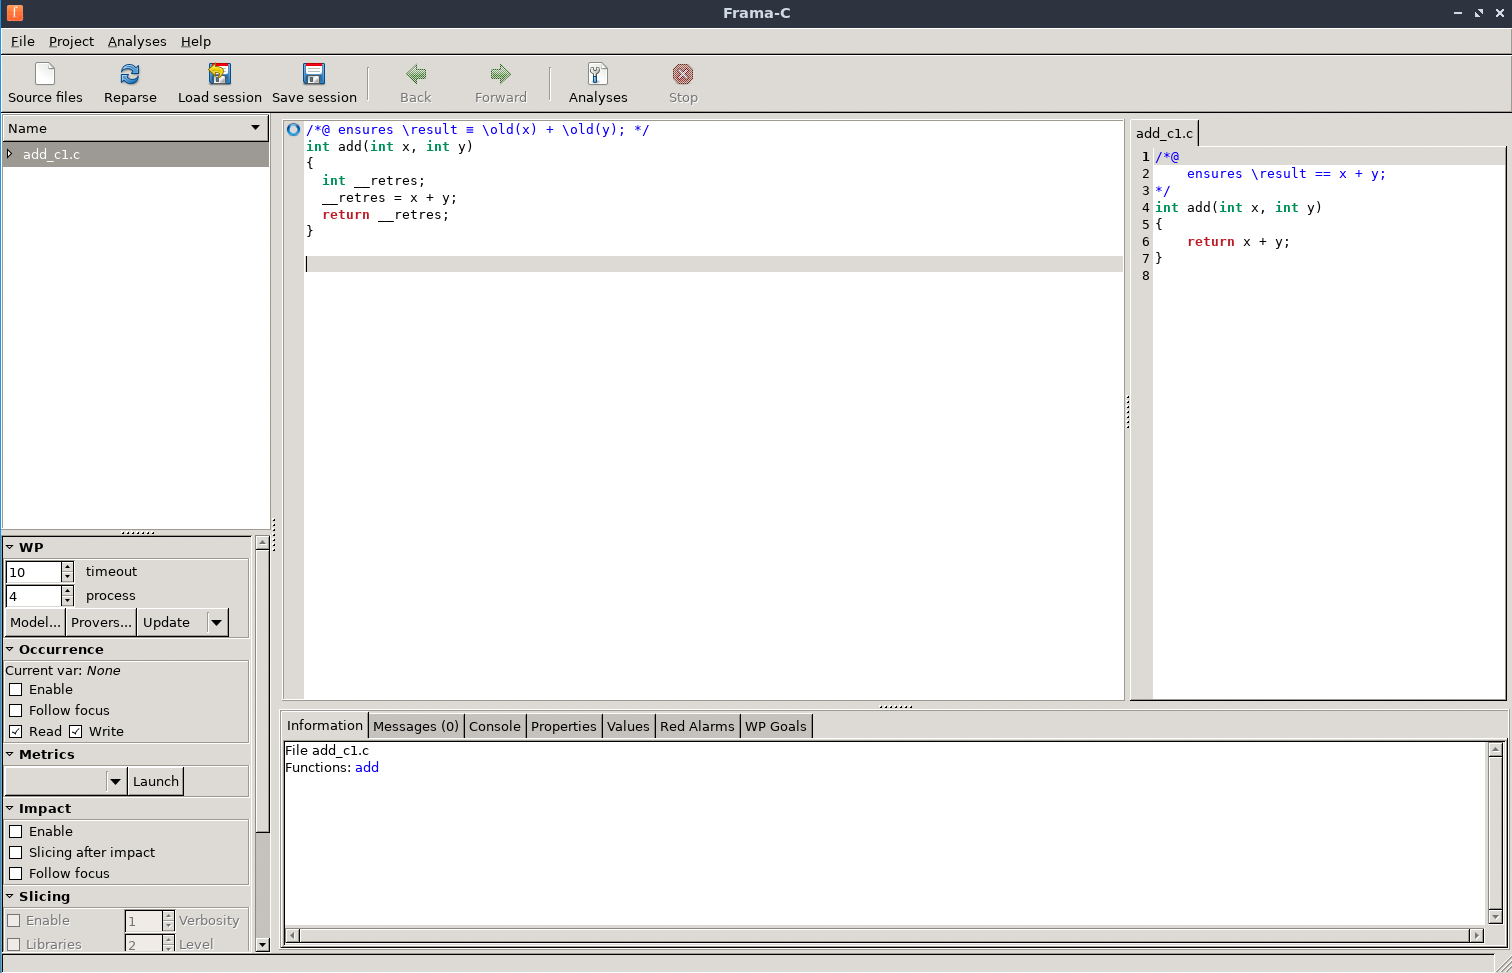 Frama-C
File Project Analyses Help
Source files Reparse Load session Save session Back Forward Analyses Stop
Name
add_c1.c
/*@ ensures \result ≡ \old(x) + \old(y); */
int add(int x, int y)
{
  int __retres;
  __retres = x + y;
  return __retres;
}
add_c1.c
1 /*@
2     ensures \result == x + y;
3 */
4 int add(int x, int y)
5 {
6     return x + y;
7 }
8
WP
10 timeout
4 process
Model... Provers... Update
Occurrence
Current var: None
Enable
Follow focus
Read Write
Metrics
Launch
Impact
Enable
Slicing after impact
Follow focus
Slicing
Enable 1 Verbosity
Libraries 2 Level
Information Messages (0) Console Properties Values Red Alarms WP Goals
File add_c1.c
Functions: add